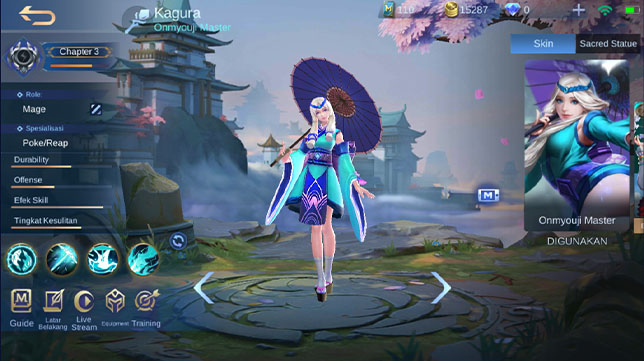 Kagura
Onmyouji Master
110
15287
0
Skin
Sacred Statue
Chapter 3
Role:
Mage
Spesialisasi
Poke/Reap
Durability
Offense
Efek Skill
Tingkat Kesulitan
M
Onmyouji Master
DIGUNAKAN
Guide
Latar
Belakang
Live
Stream
Equipment
Training